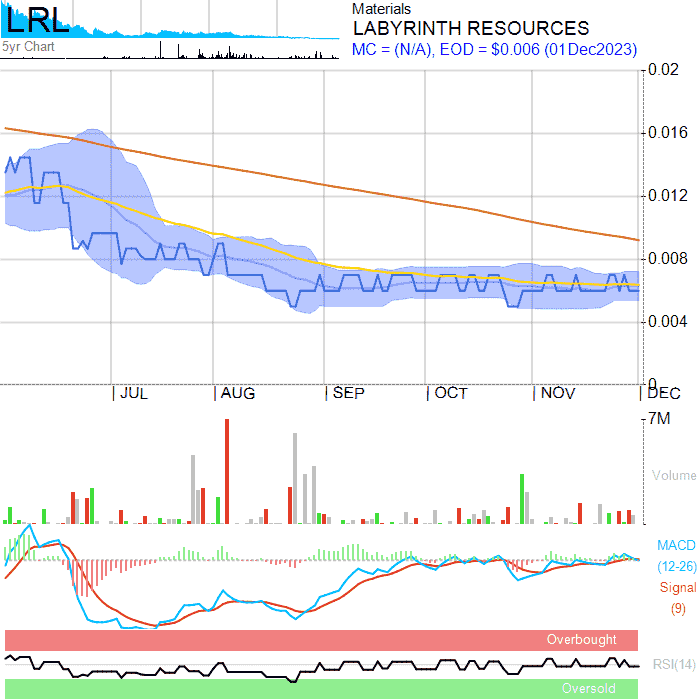 LRL
5yr Chart
Materials
LABYRINTH RESOURCES
MC = (N/A), EOD = $0.006 (01Dec2023)
0.02
0.016
0.012
0.008
0.004
0
JUL AUG SEP OCT NOV DEC
7M
Volume
MACD
(12-26)
Signal
(9)
Overbought
RSI(14)
Oversold